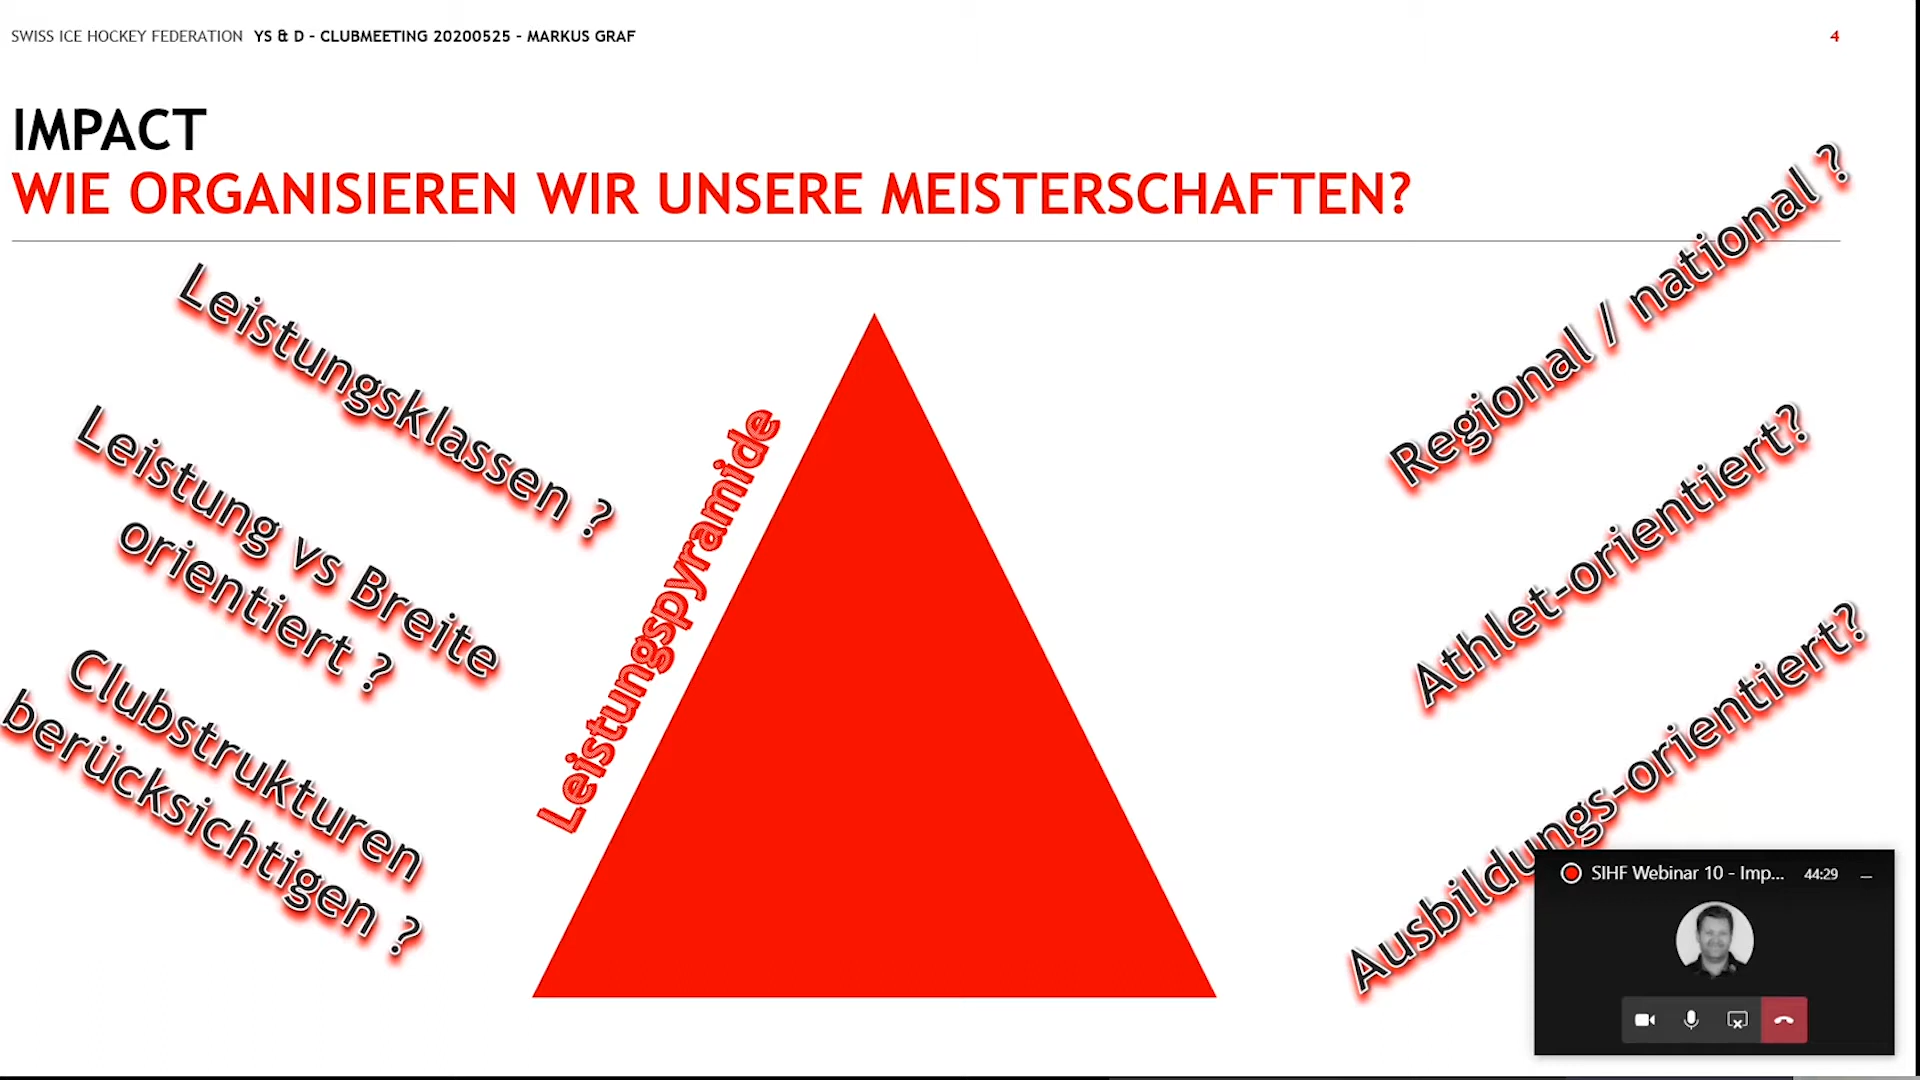 SWISS ICE HOCKEY FEDERATION YS & D - CLUBMEETING 20200525 - MARKUS GRAF
4
IMPACT
WIE ORGANISIEREN WIR UNSERE MEISTERSCHAFTEN?
Leistungsklassen ?
Leistung vs Breite
orientiert ?
Clubstrukturen
berücksichtigen ?
Leistungspyramide
Regional / national ?
Athlet-orientiert?
Ausbildungs-orientiert?
SIHF Webinar 10 - Imp... 44:29